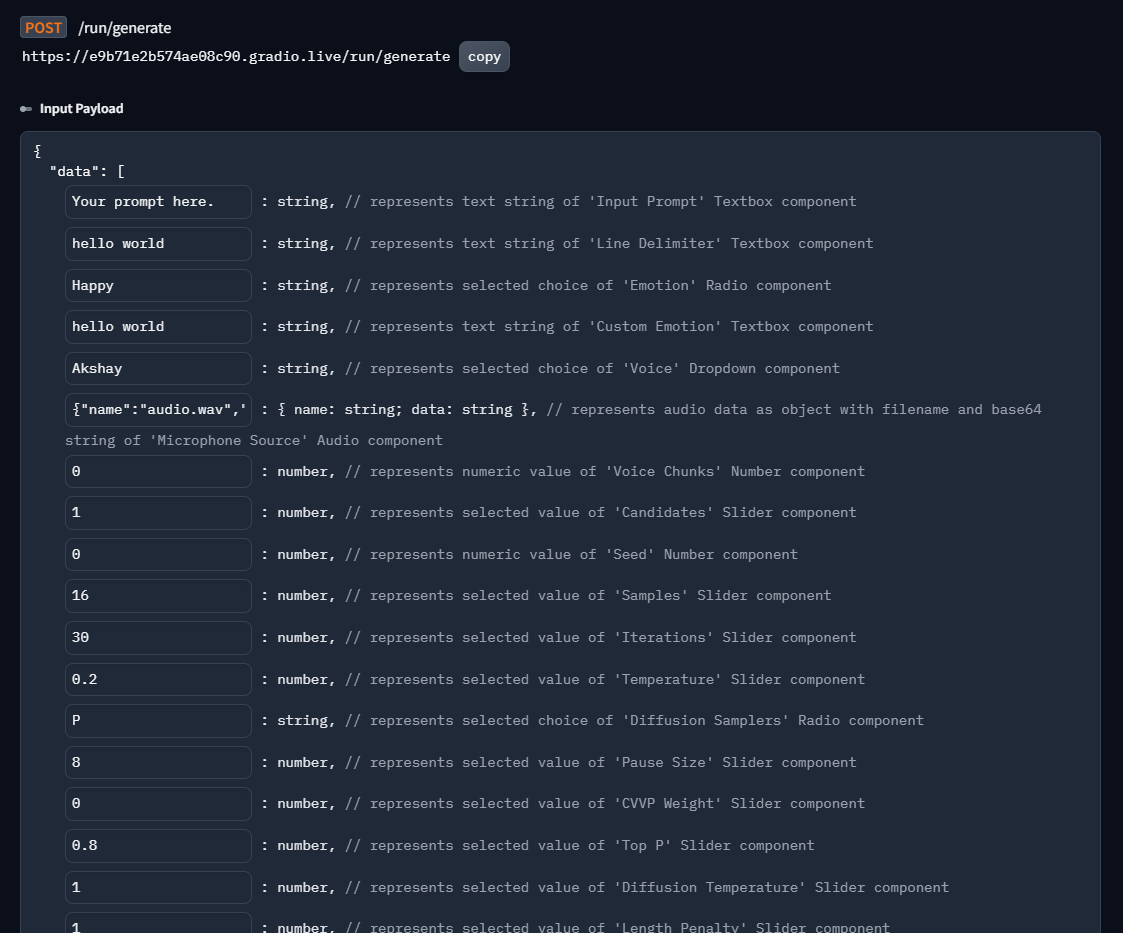 POST /run/generate
https://e9b71e2b574ae08c90.gradio.live/run/generate copy
Input Payload
{
"data": [
Your prompt here. : string, // represents text string of 'Input Prompt' Textbox component
hello world : string, // represents text string of 'Line Delimiter' Textbox component
Happy : string, // represents selected choice of 'Emotion' Radio component
hello world : string, // represents text string of 'Custom Emotion' Textbox component
Akshay : string, // represents selected choice of 'Voice' Dropdown component
{"name":"audio.wav",' : { name: string; data: string }, // represents audio data as object with filename and base64
string of 'Microphone Source' Audio component
0 : number, // represents numeric value of 'Voice Chunks' Number component
1 : number, // represents selected value of 'Candidates' Slider component
0 : number, // represents numeric value of 'Seed' Number component
16 : number, // represents selected value of 'Samples' Slider component
30 : number, // represents selected value of 'Iterations' Slider component
0.2 : number, // represents selected value of 'Temperature' Slider component
P : string, // represents selected choice of 'Diffusion Samplers' Radio component
8 : number, // represents selected value of 'Pause Size' Slider component
0 : number, // represents selected value of 'CVVP Weight' Slider component
0.8 : number, // represents selected value of 'Top P' Slider component
1 : number, // represents selected value of 'Diffusion Temperature' Slider component
1 : number, // represents selected value of 'Length Penalty' Slider component